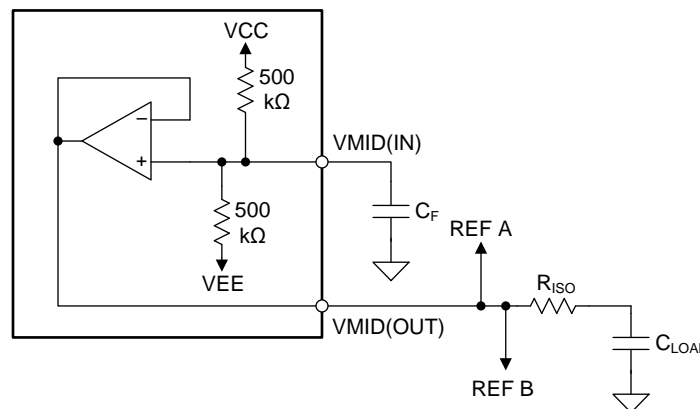 VCC
500
kΩ
−
+
VMID(IN)
500
kΩ
C_F
REF A
VEE
R_ISO
VMID(OUT)
C_LOAD
REF B